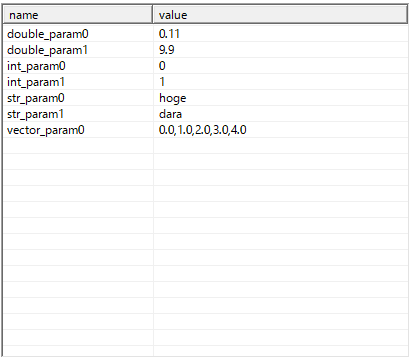 name value
double_param0 0.11
double_param1 9.9
int_param0 0
int_param1 1
str_param0 hoge
str_param1 dara
vector_param0 0.0,1.0,2.0,3.0,4.0